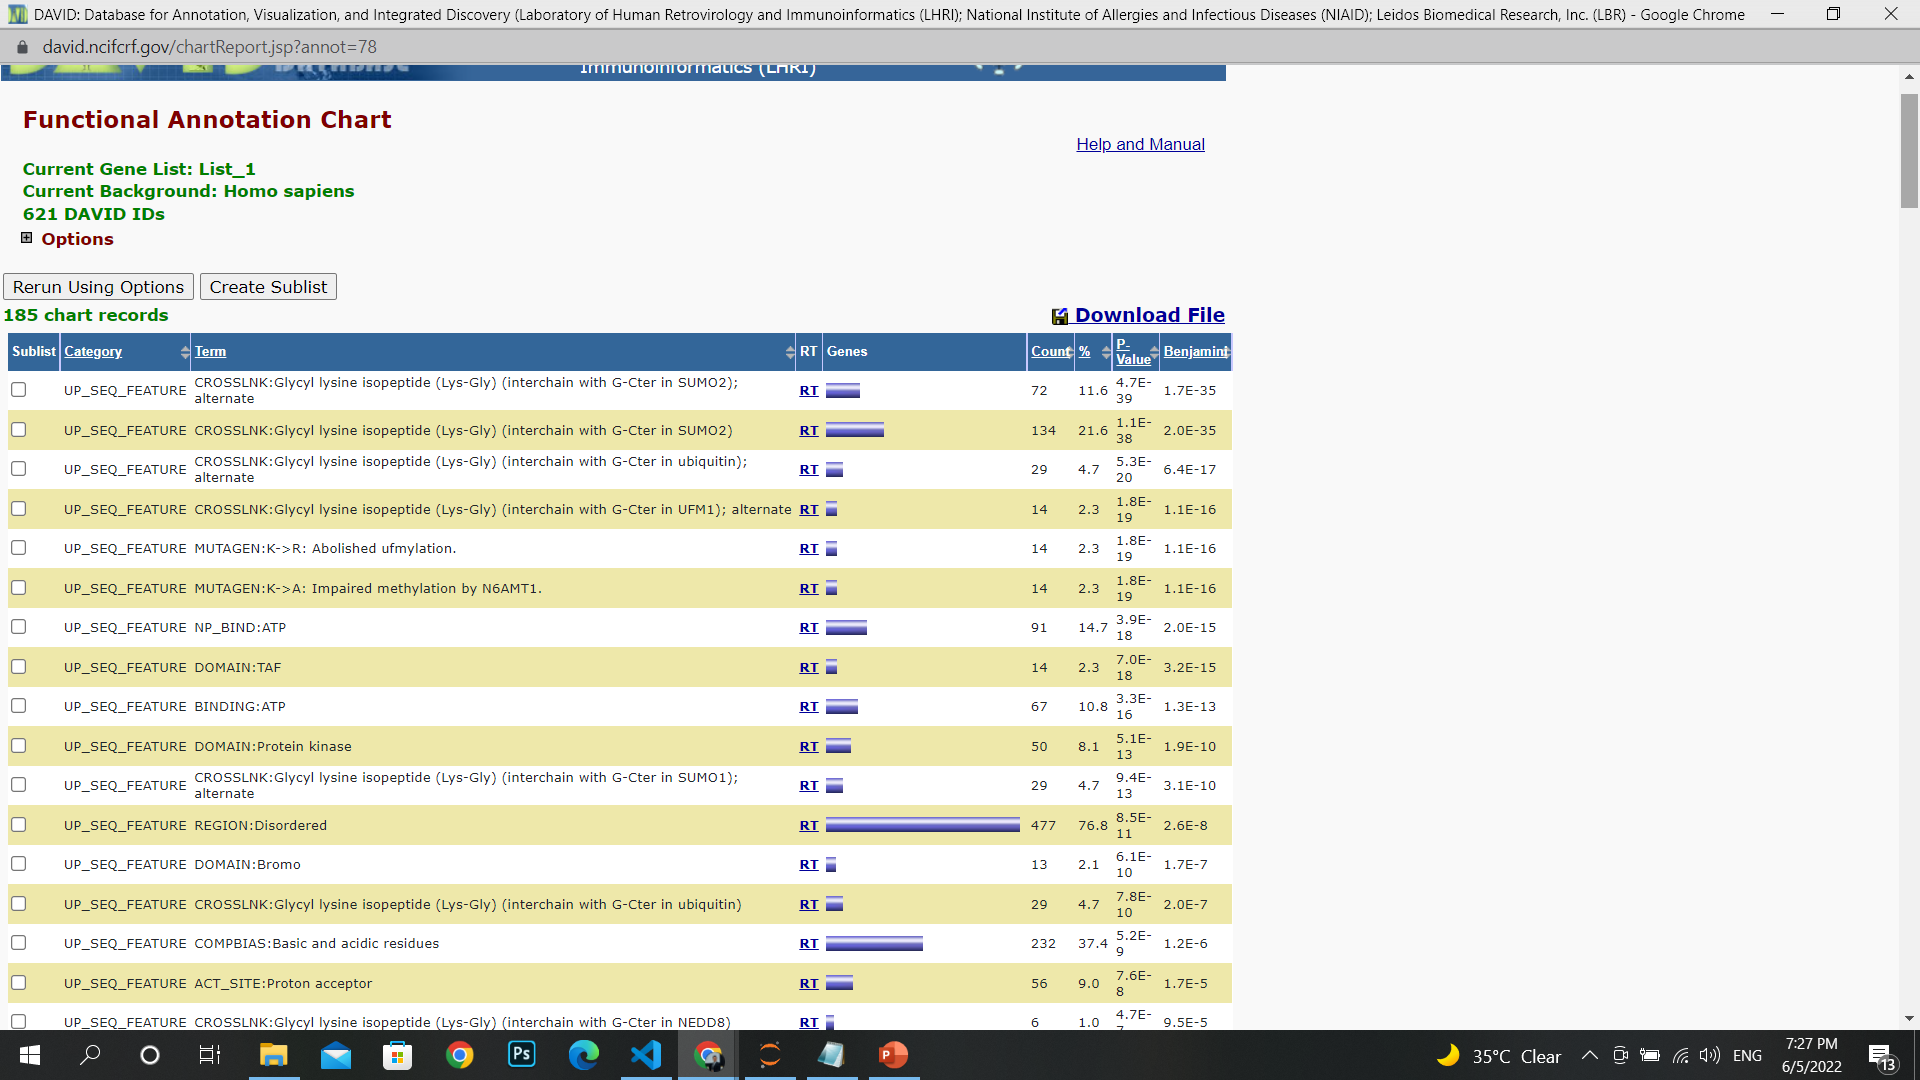 DAVID: Database for Annotation, Visualization, and Integrated Discovery (Laboratory of Human Retrovirology and Immunoinformatics (LHRI); National Institute of Allergies and Infectious Diseases (NIAID); Leidos Biomedical Research, Inc. (LBR) - Google Chrome
david.ncifcrf.gov/chartReport.jsp?annot=78
Immunoinformatics (LHRI)
Functional Annotation Chart
Help and Manual
Current Gene List: List_1
Current Background: Homo sapiens
621 DAVID IDs
Options
Rerun Using Options Create Sublist
185 chart records Download File
Sublist Category Term RT Genes Count % P-Value Benjamini
UP_SEQ_FEATURE CROSSLNK:Glycyl lysine isopeptide (Lys-Gly) (interchain with G-Cter in SUMO2); alternate RT 72 11.6 4.7E-39 1.7E-35
UP_SEQ_FEATURE CROSSLNK:Glycyl lysine isopeptide (Lys-Gly) (interchain with G-Cter in SUMO2) RT 134 21.6 1.1E-38 2.0E-35
UP_SEQ_FEATURE CROSSLNK:Glycyl lysine isopeptide (Lys-Gly) (interchain with G-Cter in ubiquitin); alternate RT 29 4.7 5.3E-20 6.4E-17
UP_SEQ_FEATURE CROSSLNK:Glycyl lysine isopeptide (Lys-Gly) (interchain with G-Cter in UFM1); alternate RT 14 2.3 1.8E-19 1.1E-16
UP_SEQ_FEATURE MUTAGEN:K->R: Abolished ufmylation. RT 14 2.3 1.8E-19 1.1E-16
UP_SEQ_FEATURE MUTAGEN:K->A: Impaired methylation by N6AMT1. RT 14 2.3 1.8E-19 1.1E-16
UP_SEQ_FEATURE NP_BIND:ATP RT 91 14.7 3.9E-18 2.0E-15
UP_SEQ_FEATURE DOMAIN:TAF RT 14 2.3 7.0E-18 3.2E-15
UP_SEQ_FEATURE BINDING:ATP RT 67 10.8 3.3E-16 1.3E-13
UP_SEQ_FEATURE DOMAIN:Protein kinase RT 50 8.1 5.1E-13 1.9E-10
UP_SEQ_FEATURE CROSSLNK:Glycyl lysine isopeptide (Lys-Gly) (interchain with G-Cter in SUMO1); alternate RT 29 4.7 9.4E-13 3.1E-10
UP_SEQ_FEATURE REGION:Disordered RT 477 76.8 8.5E-11 2.6E-8
UP_SEQ_FEATURE DOMAIN:Bromo RT 13 2.1 6.1E-10 1.7E-7
UP_SEQ_FEATURE CROSSLNK:Glycyl lysine isopeptide (Lys-Gly) (interchain with G-Cter in ubiquitin) RT 29 4.7 7.8E-10 2.0E-7
UP_SEQ_FEATURE COMPBIAS:Basic and acidic residues RT 232 37.4 5.2E-9 1.2E-6
UP_SEQ_FEATURE ACT_SITE:Proton acceptor RT 56 9.0 7.6E-8 1.7E-5
UP_SEQ_FEATURE CROSSLNK:Glycyl lysine isopeptide (Lys-Gly) (interchain with G-Cter in NEDD8) RT 6 1.0 4.7E- 9.5E-5
Ps P 35°C Clear ENG 7:27 PM
6/5/2022 13